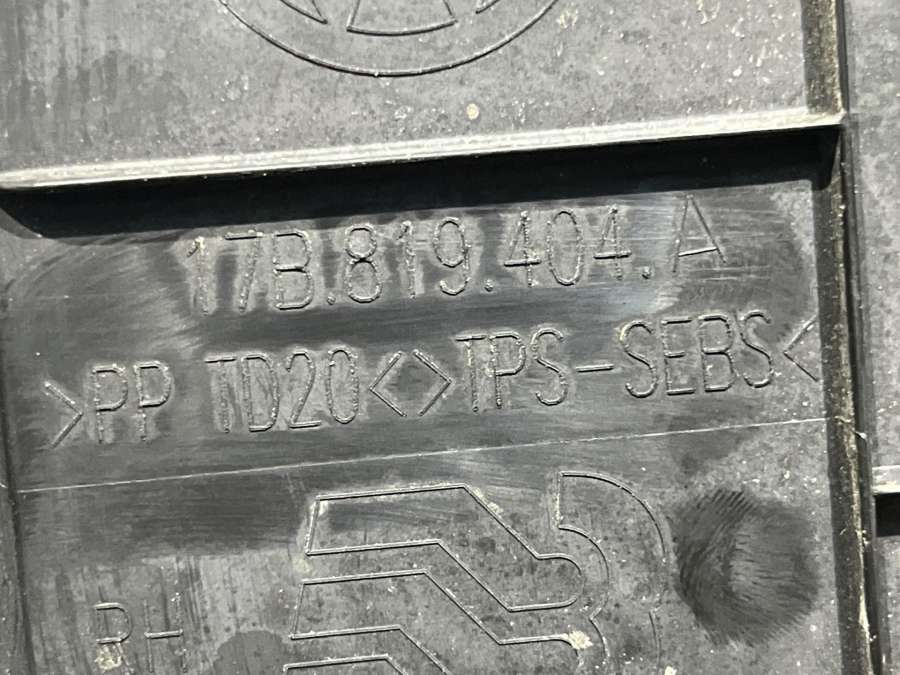 17B.819.404.A
>PP TD20<>TPS-SEBS<
RH